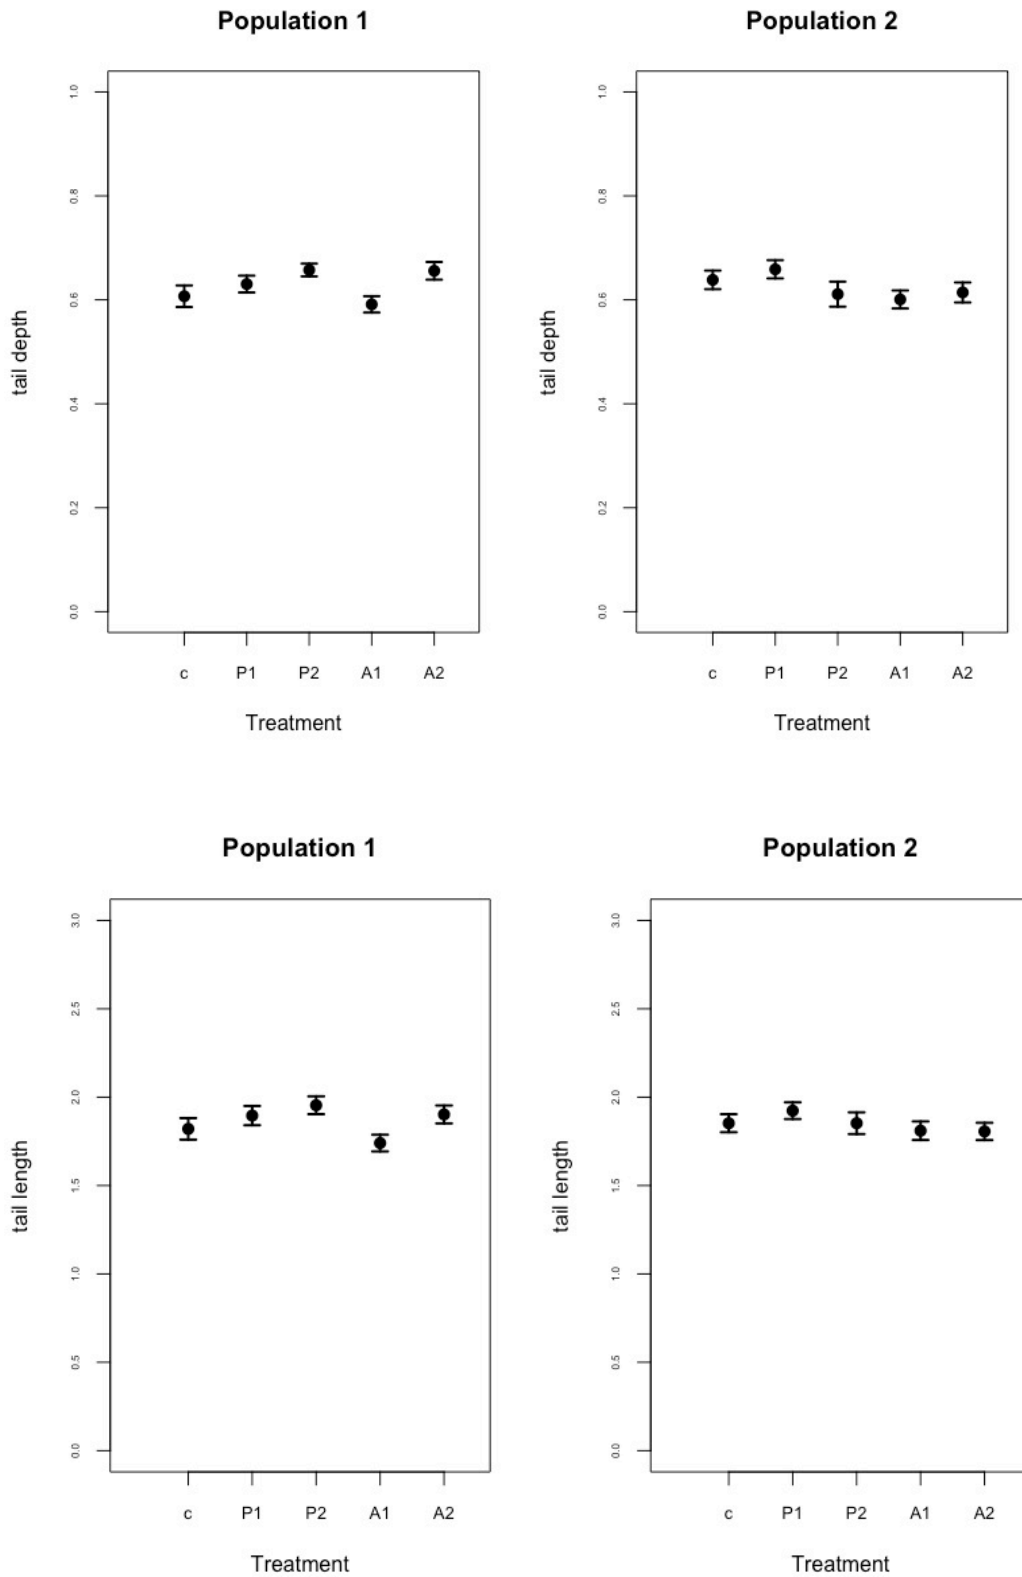 Population 1
tail depth
1.0
0.8
0.6
0.4
0.2
0.0
c P1 P2 A1 A2
Treatment
Population 2
tail depth
1.0
0.8
0.6
0.4
0.2
0.0
c P1 P2 A1 A2
Treatment
Population 1
tail length
3.0
2.5
2.0
1.5
1.0
0.5
0.0
c P1 P2 A1 A2
Treatment
Population 2
tail length
3.0
2.5
2.0
1.5
1.0
0.5
0.0
c P1 P2 A1 A2
Treatment